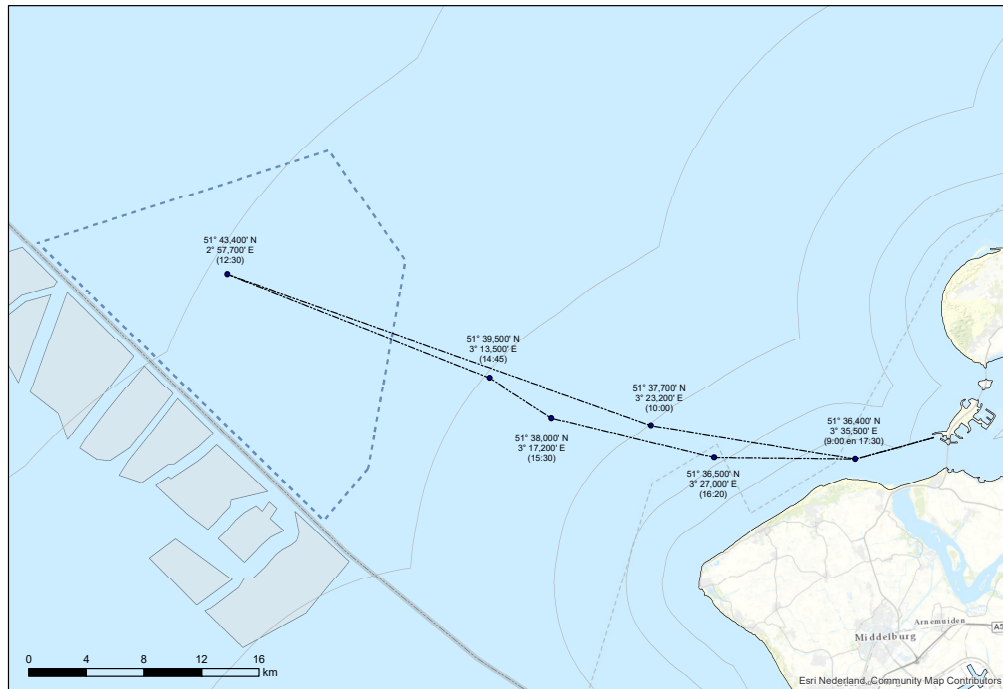 51° 43,400' N
2° 57,700' E
(12:30)
51° 39,500' N
3° 13,500' E
(14:45)
51° 37,700' N
3° 23,200' E
(10:00)
51° 36,400' N
3° 35,500' E
(9:00 en 17:30)
51° 38,000' N
3° 17,200' E
(15:30)
51° 36,500' N
3° 27,000' E
(16:20)
Arnemuiden
A5
Middelburg
0 4 8 12 16
km
Esri Nederland, Community Map Contributors